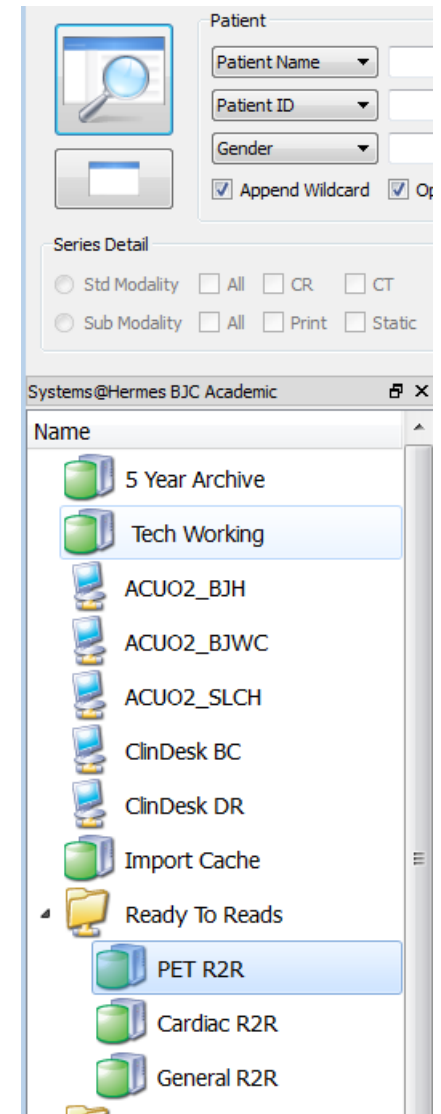 Patient
Patient Name
Patient ID
Gender
Append Wildcard Op
Series Detail
Std Modality All CR CT
Sub Modality All Print Static
Systems@Hermes BJC Academic
Name
5 Year Archive
Tech Working
ACUO2_BJH
ACUO2_BJWC
ACUO2_SLCH
ClinDesk BC
ClinDesk DR
Import Cache
Ready To Reads
PET R2R
Cardiac R2R
General R2R